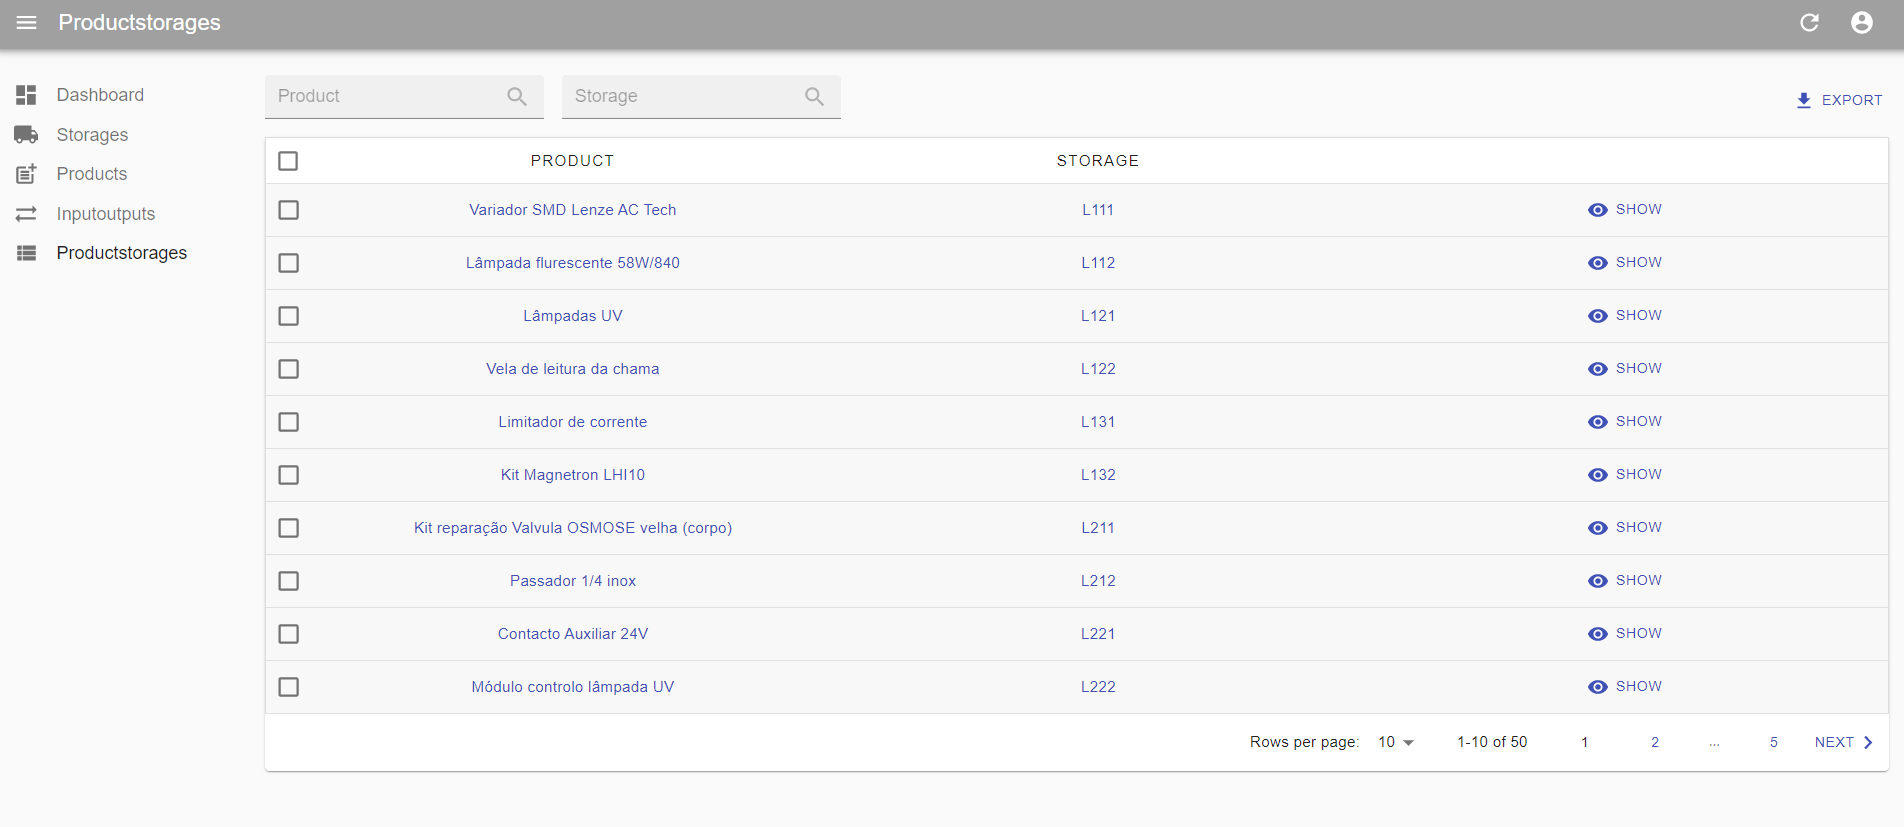 Productstorages
Dashboard
Storages
Products
Inputoutputs
Productstorages
Product
Storage
EXPORT
PRODUCT STORAGE
Variador SMD Lenze AC Tech L111 SHOW
Lâmpada flurescente 58W/840 L112 SHOW
Lâmpadas UV L121 SHOW
Vela de leitura da chama L122 SHOW
Limitador de corrente L131 SHOW
Kit Magnetron LHI10 L132 SHOW
Kit reparação Valvula OSMOSE velha (corpo) L211 SHOW
Passador 1/4 inox L212 SHOW
Contacto Auxiliar 24V L221 SHOW
Módulo controlo lâmpada UV L222 SHOW
Rows per page: 10 1-10 of 50 1 2 ... 5 NEXT